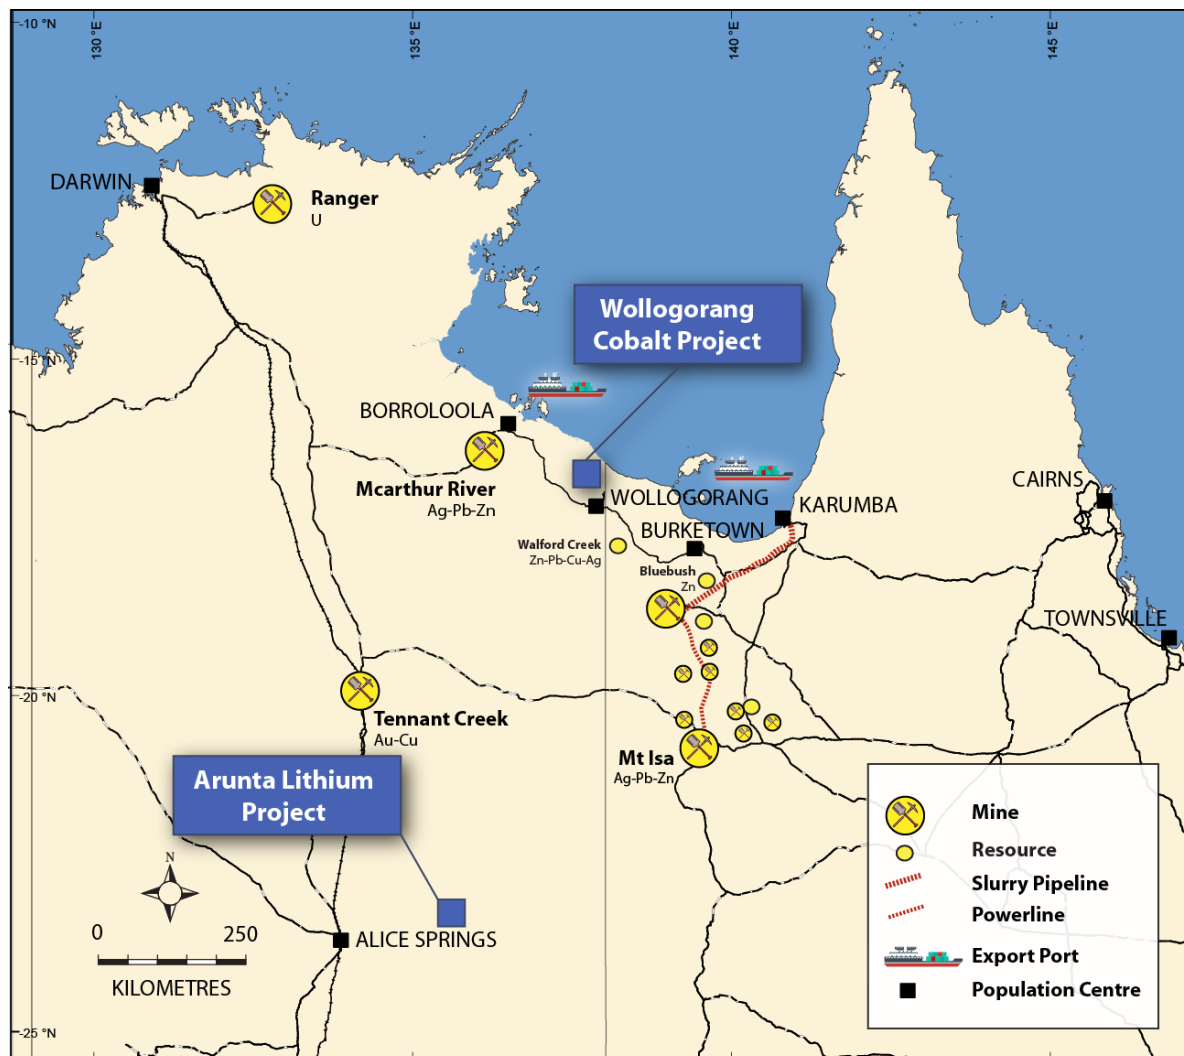 -10 °N
130 °E
135 °E
140 °E
145 °E
DARWIN
Ranger
U
Wollogorang
Cobalt Project
-15 °N
BORROLOOLA
Mcarthur River
Ag-Pb-Zn
WOLLOGORANG
KARUMBA
CAIRNS
BURKETOWN
Walford Creek
Zn-Pb-Cu-Ag
Bluebush
Zn
TOWNSVILLE
-20 °N
Tennant Creek
Au-Cu
Mt Isa
Ag-Pb-Zn
Arunta Lithium
Project
N
0 250
KILOMETRES
ALICE SPRINGS
-25 °N
Mine
Resource
Slurry Pipeline
Powerline
Export Port
Population Centre